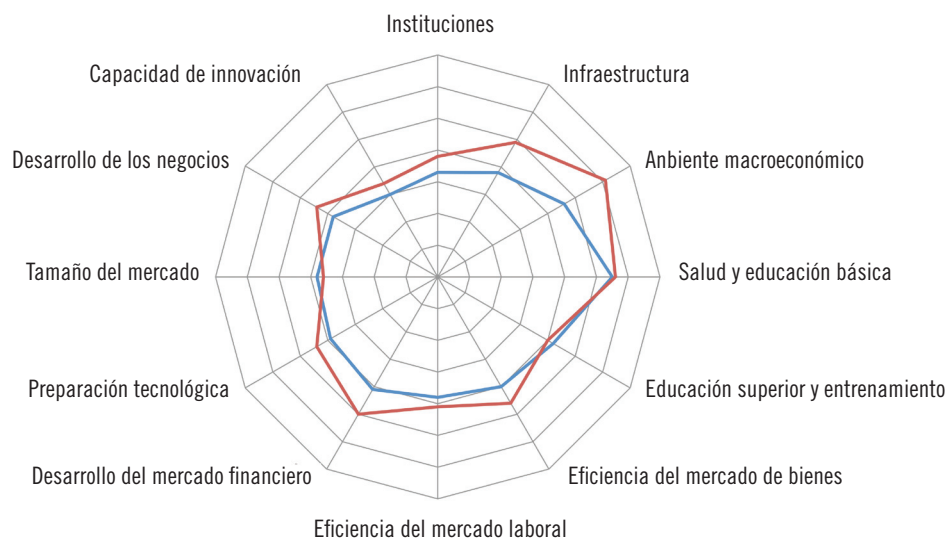 Instituciones
Capacidad de innovación
Infraestructura
Desarrollo de los negocios
Anbiente macroeconómico
Tamaño del mercado
Salud y educación básica
Preparación tecnológica
Educación superior y entrenamiento
Desarrollo del mercado financiero
Eficiencia del mercado de bienes
Eficiencia del mercado laboral